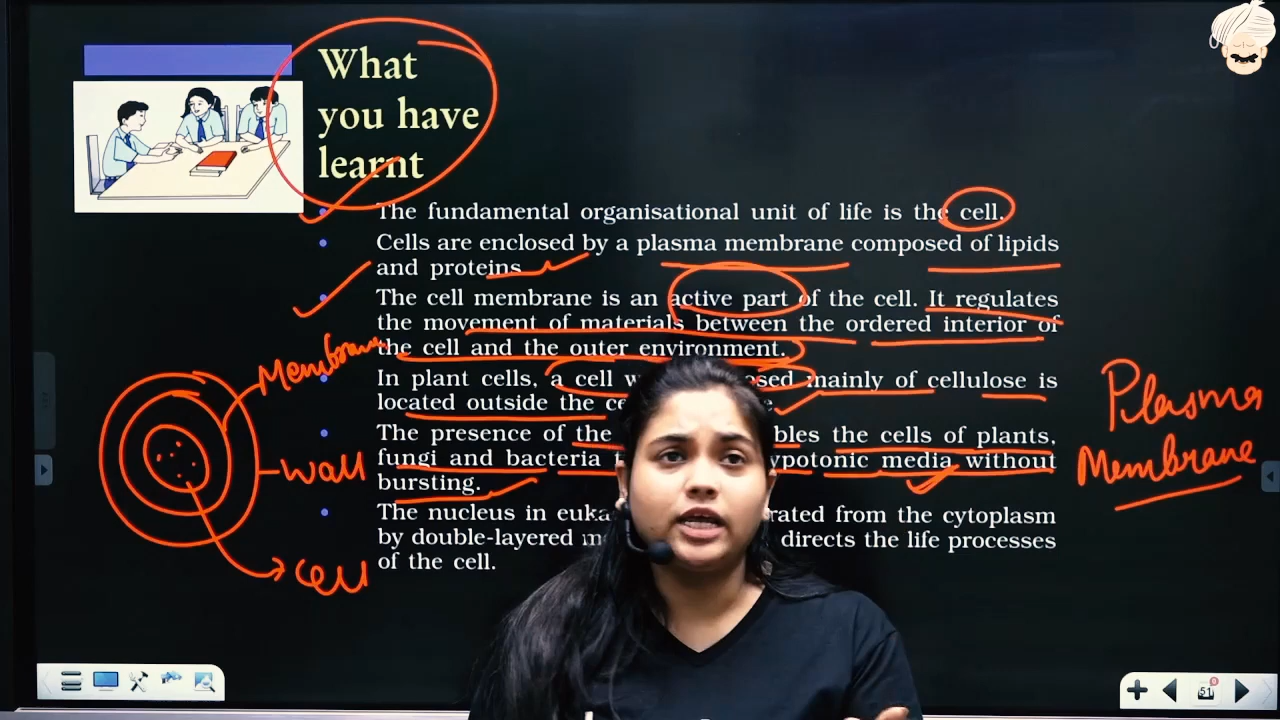 What
you have
learnt
The fundamental organisational unit of life is the cell.
Cells are enclosed by a plasma membrane composed of lipids
and proteins
The cell membrane is an active part of the cell. It regulates
the movement of materials between the ordered interior of
the cell and the outer environment.
In plant cells, a cell mainly of cellulose is
located outside the
The presence of the the cells of plants,
fungi and bacteria media without
bursting.
The nucleus in from the cytoplasm
by double-layered directs the life processes
of the cell.
Membrane
Wall
Cell
Plasma
Membrane
51